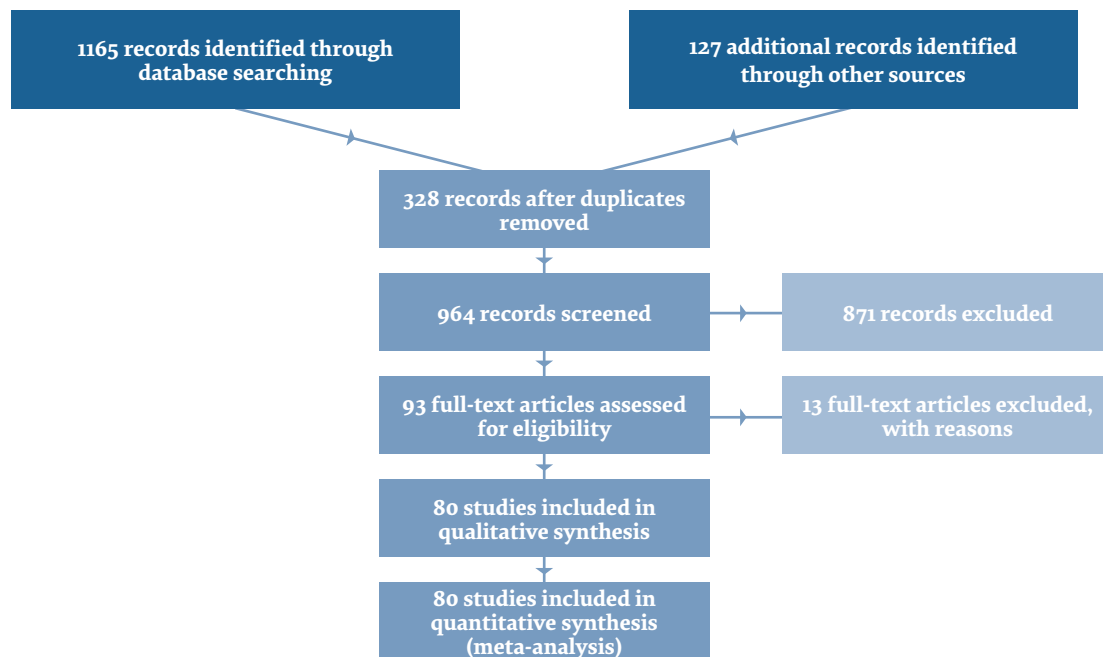 1165 records identified through
database searching
127 additional records identified
through other sources
328 records after duplicates
removed
964 records screened
871 records excluded
93 full-text articles assessed
for eligibility
13 full-text articles excluded,
with reasons
80 studies included in
qualitative synthesis
80 studies included in
quantitative synthesis
(meta-analysis)